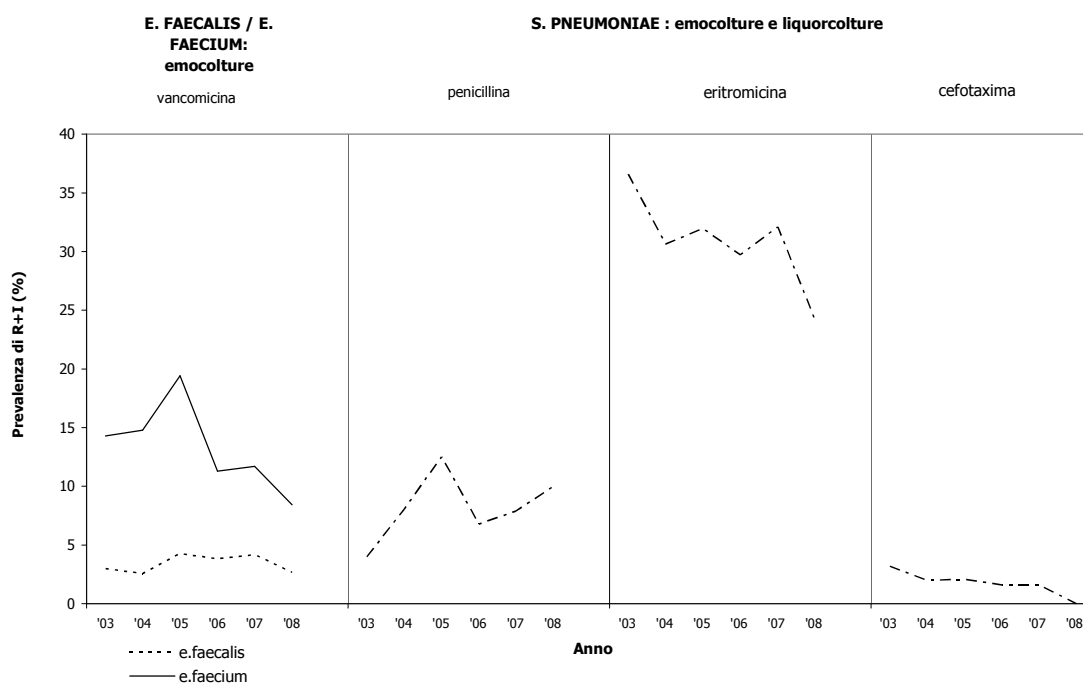 E. FAECALIS / E.
FAECIUM:
emocolture
S. PNEUMONIAE : emocolture e liquorcolture
vancomicina
penicillina
eritromicina
cefotaxima
Prevalenza di R+I (%)
40
35
30
25
20
15
10
5
0
'03 '04 '05 '06 '07 '08 '03 '04 '05 '06 '07 '08 '03 '04 '05 '06 '07 '08 '03 '04 '05 '06 '07 '08
Anno
e.faecalis
e.faecium